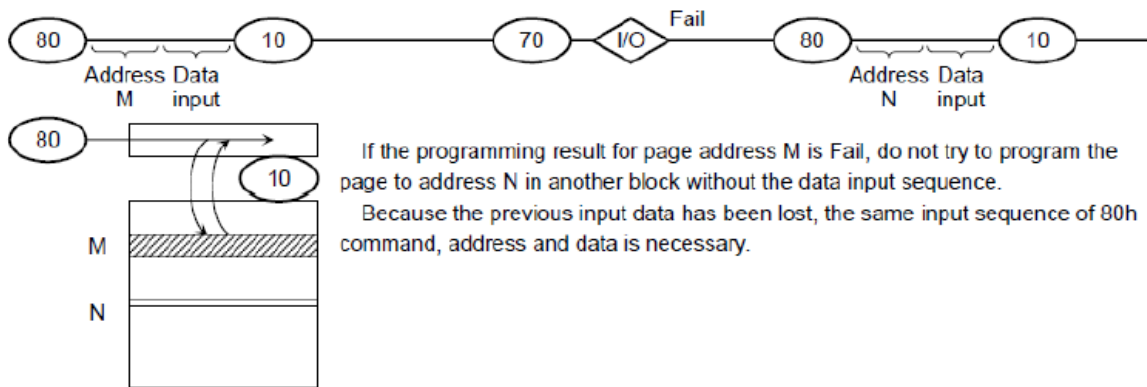 Fail
80 10 70 I/O 80 10
Address Data Address Data
M input N input
80
If the programming result for page address M is Fail, do not try to program the
10
page to address N in another block without the data input sequence.
Because the previous input data has been lost, the same input sequence of 80h
M
command, address and data is necessary.
N